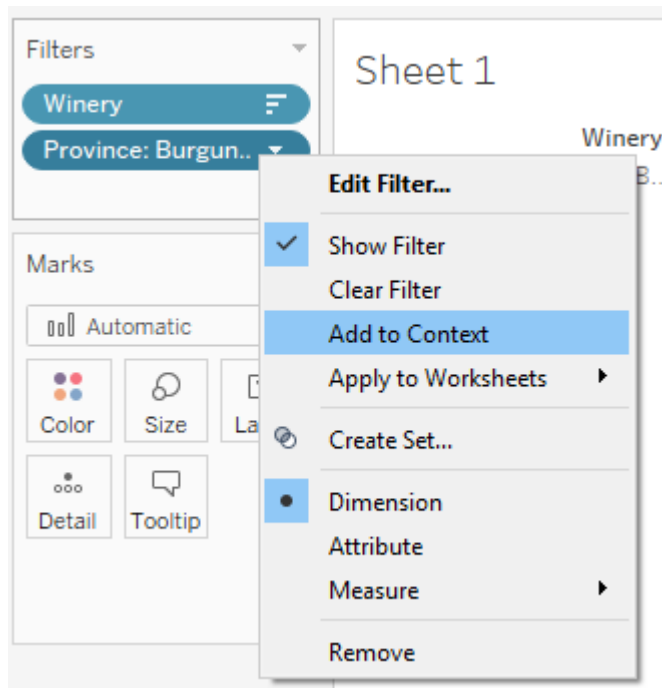 Filters
Winery
Province: Burgun..
Sheet 1
Winery
B..
Edit Filter...
Show Filter
Clear Filter
Add to Context
Apply to Worksheets
Create Set...
Dimension
Attribute
Measure
Remove
Marks
Automatic
Color
Size
La
Detail
Tooltip